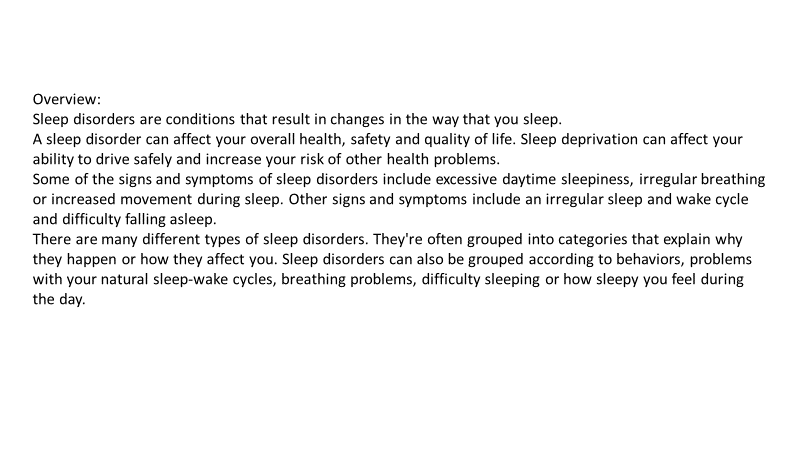 Overview:
Sleep disorders are conditions that result in changes in the way that you sleep.
A sleep disorder can affect your overall health, safety and quality of life. Sleep deprivation can affect your
ability to drive safely and increase your risk of other health problems.
Some of the signs and symptoms of sleep disorders include excessive daytime sleepiness, irregular breathing
or increased movement during sleep. Other signs and symptoms include an irregular sleep and wake cycle
and difficulty falling asleep.
There are many different types of sleep disorders. They're often grouped into categories that explain why
they happen or how they affect you. Sleep disorders can also be grouped according to behaviors, problems
with your natural sleep-wake cycles, breathing problems, difficulty sleeping or how sleepy you feel during
the day.